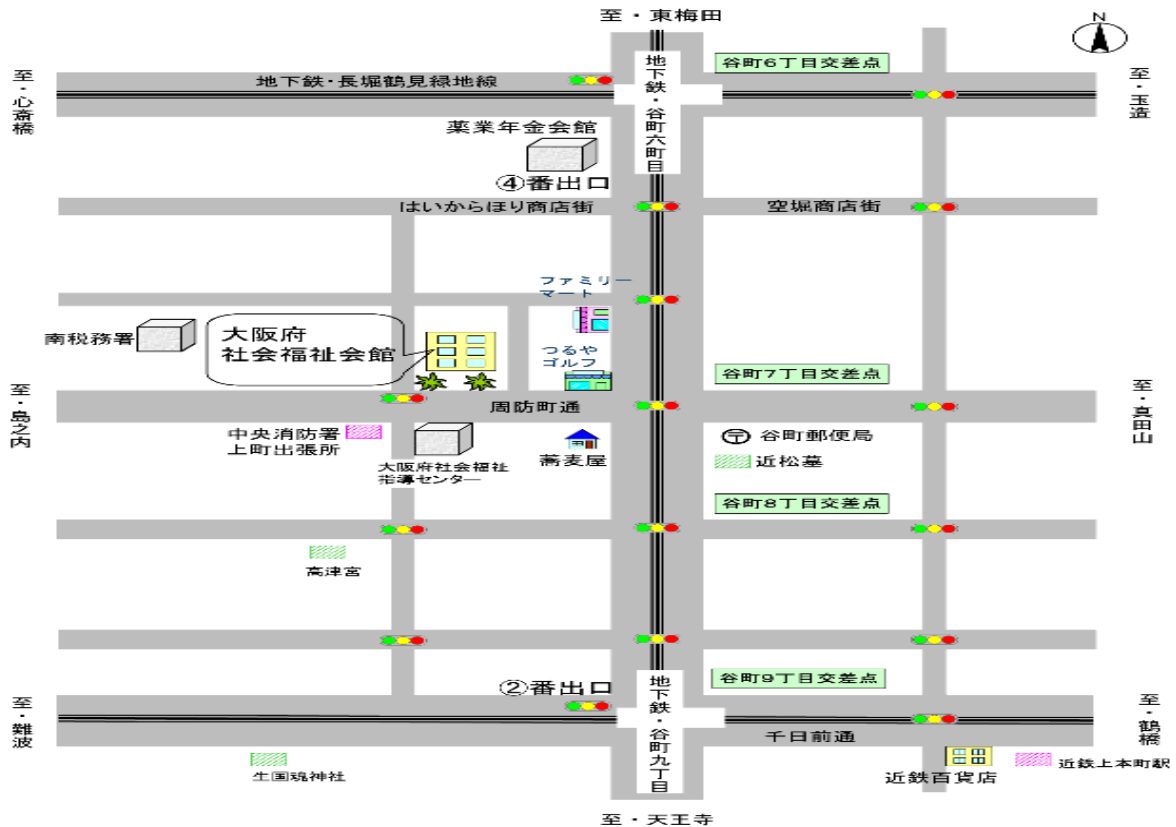 至・東梅田
N
谷町6丁目交差点
地下鉄・長堀鶴見緑地線
至・心斎橋
至・玉造
地下鉄・谷町六町目
薬業年金会館
④番出口
はいからほり商店街
空堀商店街
ファミリー
マート
南税務署
大阪府
社会福祉会館
つるや
ゴルフ
谷町7丁目交差点
至・島之内
至・真田山
周防町通
中央消防署
上町出張所
大阪府社会福祉
指導センター
蕎麦屋
〒
谷町郵便局
近松墓
谷町8丁目交差点
高津宮
谷町9丁目交差点
②番出口
至・難波
至・鶴橋
地下鉄・谷町九丁目
千日前通
生国魂神社
近鉄百貨店
近鉄上本町駅
至・天王寺